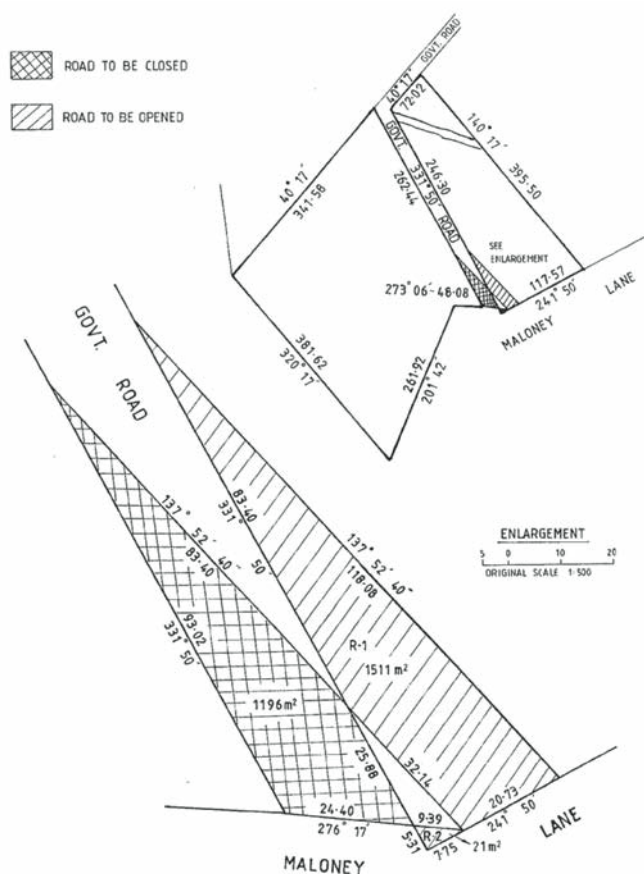 ROAD TO BE CLOSED
ROAD TO BE OPENED
GOVT. ROAD
40° 17'
72·02
140° 17'
395·50
GOVT. ROAD
246·30
331° 50'
262·44
40° 17'
341·58
SEE
ENLARGEMENT
273° 06'-48·08
117·57
241° 50'
MALONEY LANE
381·62
320° 17'
261·92
201° 42'
GOVT.
ROAD
137° 52' 40"
83·40
83·40
331° 50'
137° 52' 40"
118·08
ENLARGEMENT
5 0 10 20
ORIGINAL SCALE 1:500
93·02
331° 50'
R-1
1511 m²
1196 m²
25·88
32·14
24·40
276° 17'
9·39
20·73
241° 50'
5·31
R-2
7·75
21 m²
MALONEY LANE